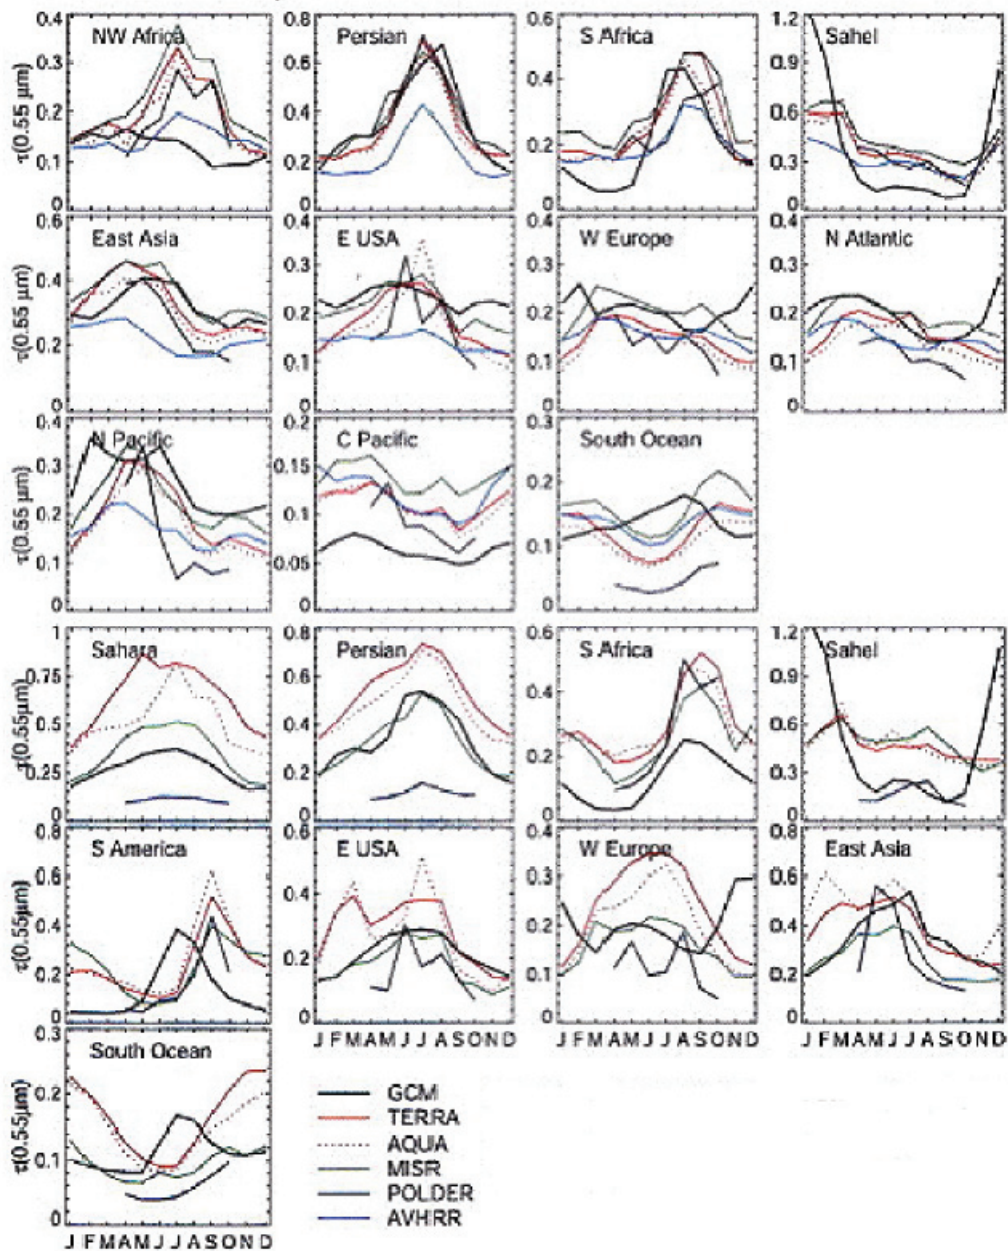 NW Africa Persian S Africa Sahel
τ(0.55 μm)
0.4 0.3 0.2 0.1 0
0.8 0.6 0.4 0.2 0
0.6 0.4 0.2 0
1.2 0.9 0.6 0.3 0
East Asia E USA W Europe N Atlantic
τ(0.55 μm)
0.6 0.4 0.2 0
0.4 0.3 0.2 0.1 0
0.4 0.3 0.2 0.1 0
0.4 0.3 0.2 0.1 0
N Pacific C Pacific South Ocean
τ(0.55 μm)
0.4 0.3 0.2 0.1 0
0.20 0.15 0.10 0.05 0
0.3 0.2 0.1 0
Sahara Persian S Africa Sahel
τ(0.55μm)
1 0.75 0.5 0.25 0
0.8 0.6 0.4 0.2 0
0.6 0.4 0.2 0
1.2 0.9 0.6 0.3 0
S America E USA W Europe East Asia
τ(0.55μm)
0.8 0.6 0.4 0.2 0
0.6 0.4 0.2 0
0.4 0.3 0.2 0.1 0
0.8 0.6 0.4 0.2 0
J F M A M J J A S O N D
J F M A M J J A S O N D
J F M A M J J A S O N D
South Ocean
τ(0.55μm)
0.3 0.2 0.1 0
J F M A M J J A S O N D
GCM
TERRA
AQUA
MISR
POLDER
AVHRR